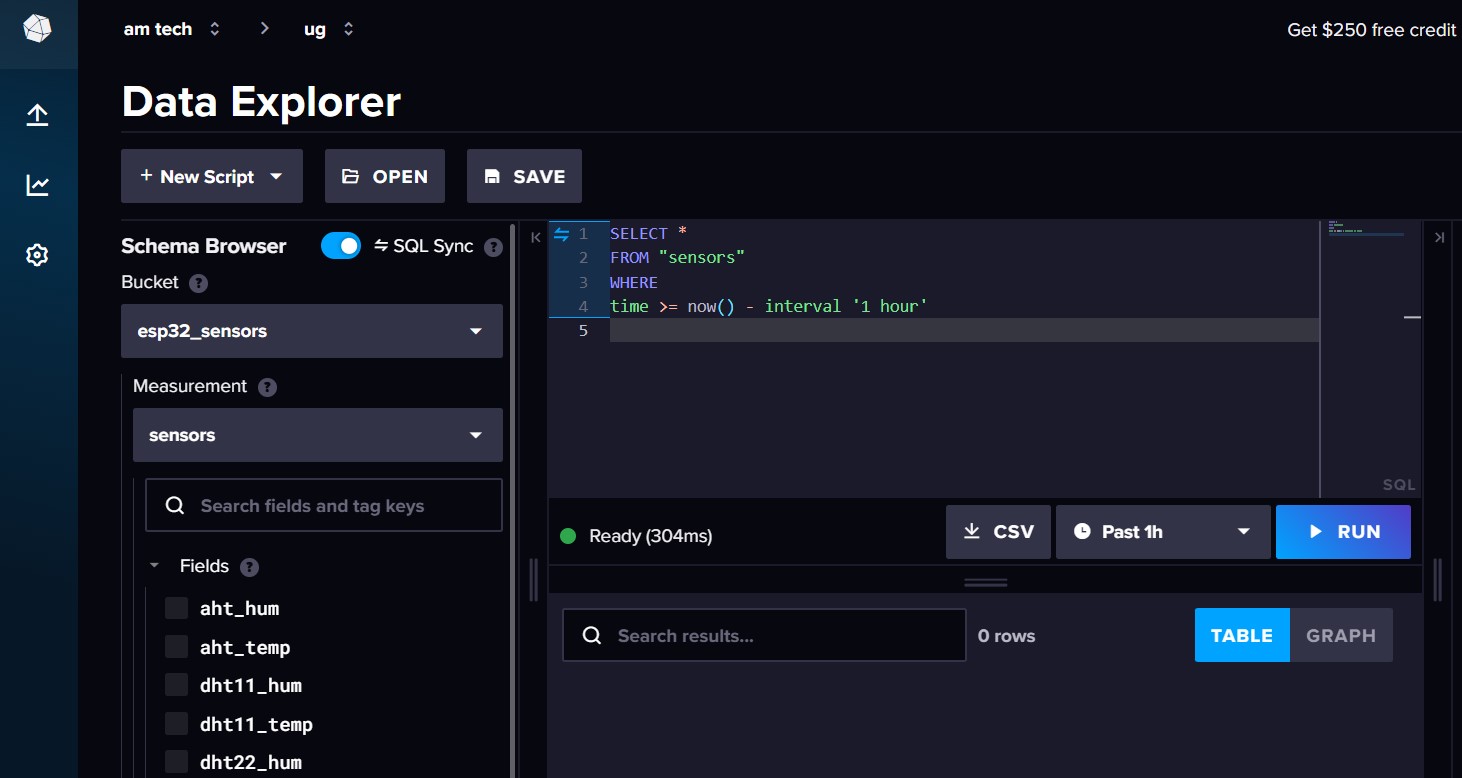 am tech
ug
Get $250 free credit
Data Explorer
+ New Script
OPEN
SAVE
Schema Browser
SQL Sync ?
Bucket ?
esp32_sensors
Measurement ?
sensors
Search fields and tag keys
Fields ?
aht_hum
aht_temp
dht11_hum
dht11_temp
dht22_hum
1 SELECT *
2 FROM "sensors"
3 WHERE
4 time >= now() - interval '1 hour'
5
SQL
Ready (304ms)
CSV
Past 1h
RUN
Search results...
0 rows
TABLE
GRAPH